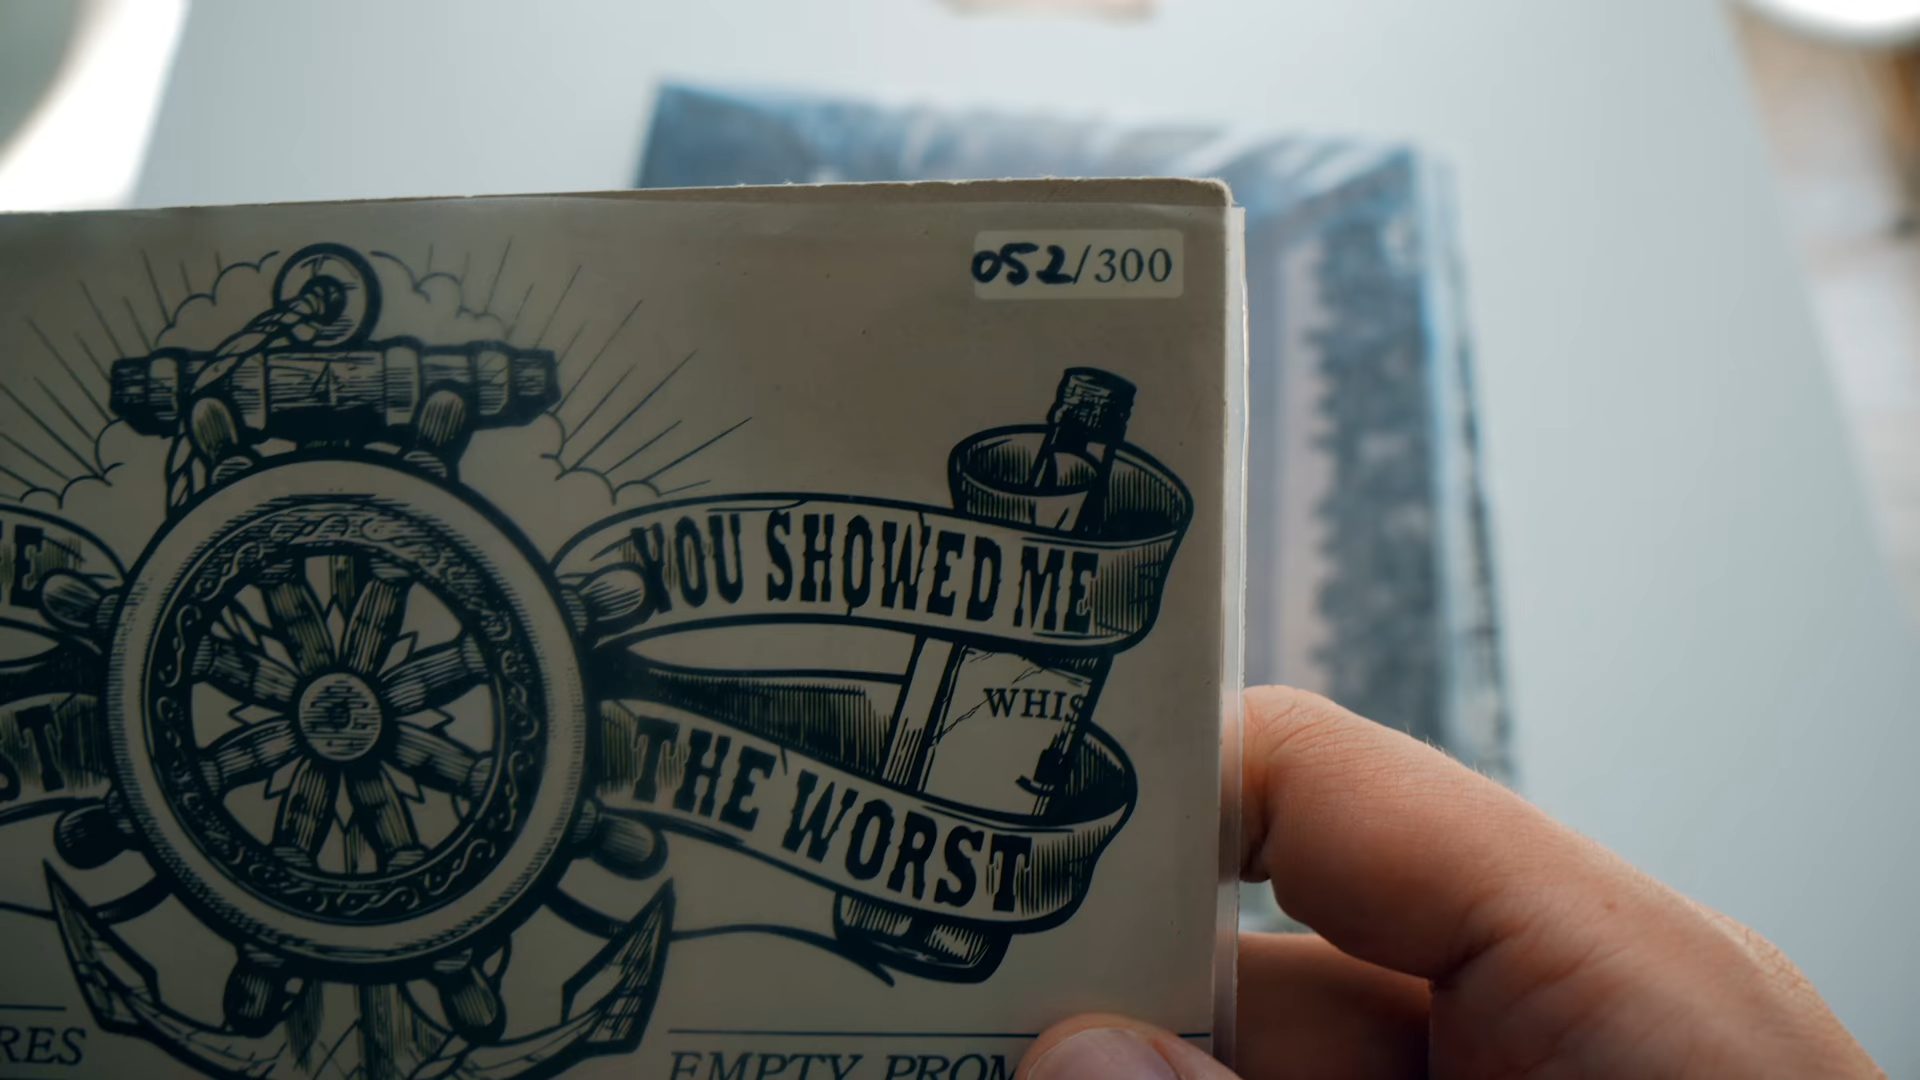 052/300
YOU SHOWED ME
WHIS
THE WORST
RES
EMPTY PROM